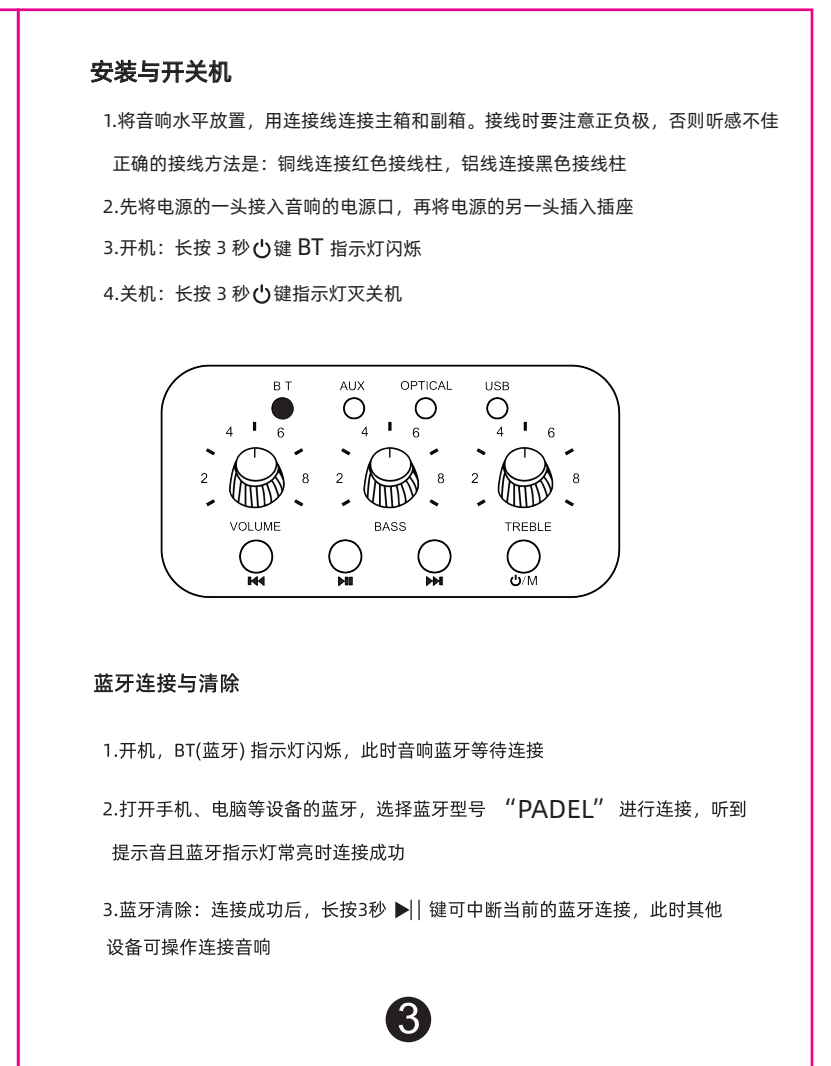 安装与开关机
1.将音响水平放置，用连接线连接主箱和副箱。接线时要注意正负极，否则听感不佳
正确的接线方法是：铜线连接红色接线柱，铝线连接黑色接线柱
2.先将电源的一头接入音响的电源口，再将电源的另一头插入插座
3.开机：长按 3 秒⏻键 BT 指示灯闪烁
4.关机：长按 3 秒⏻键指示灯灭关机
B T AUX OPTICAL USB
4 6 4 6 4 6
2 8 2 8 2 8
VOLUME BASS TREBLE
⏮ ⏯ ⏭ ⏻/M
蓝牙连接与清除
1.开机，BT(蓝牙) 指示灯闪烁，此时音响蓝牙等待连接
2.打开手机、电脑等设备的蓝牙，选择蓝牙型号 “PADEL” 进行连接，听到
提示音且蓝牙指示灯常亮时连接成功
3.蓝牙清除：连接成功后，长按3秒 ▶|| 键可中断当前的蓝牙连接，此时其他
设备可操作连接音响
3